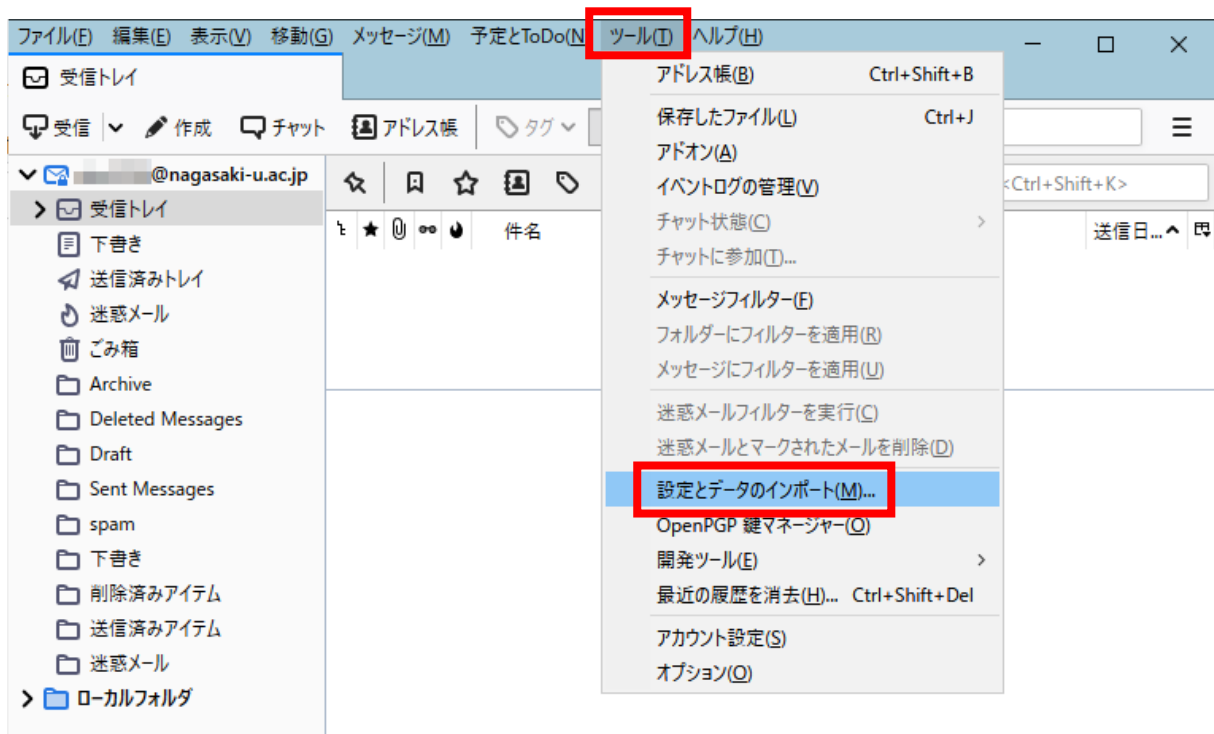 ファイル(F) 編集(E) 表示(V) 移動(G) メッセージ(M) 予定とToDo(N ツール(T) ヘルプ(H)
受信トレイ
受信 作成 チャット アドレス帳 タグ
@nagasaki-u.ac.jp
受信トレイ
下書き
送信済みトレイ
迷惑メール
ごみ箱
Archive
Deleted Messages
Draft
Sent Messages
spam
下書き
削除済みアイテム
送信済みアイテム
迷惑メール
ローカルフォルダ
<Ctrl+Shift+K>
件名 送信日...
アドレス帳(B) Ctrl+Shift+B
保存したファイル(L) Ctrl+J
アドオン(A)
イベントログの管理(V)
チャット状態(C)
チャットに参加(T)...
メッセージフィルター(F)
フォルダーにフィルターを適用(R)
メッセージにフィルターを適用(U)
迷惑メールフィルターを実行(C)
迷惑メールとマークされたメールを削除(D)
設定とデータのインポート(M)...
OpenPGP 鍵マネージャー(O)
開発ツール(E)
最近の履歴を消去(H)... Ctrl+Shift+Del
アカウント設定(S)
オプション(O)